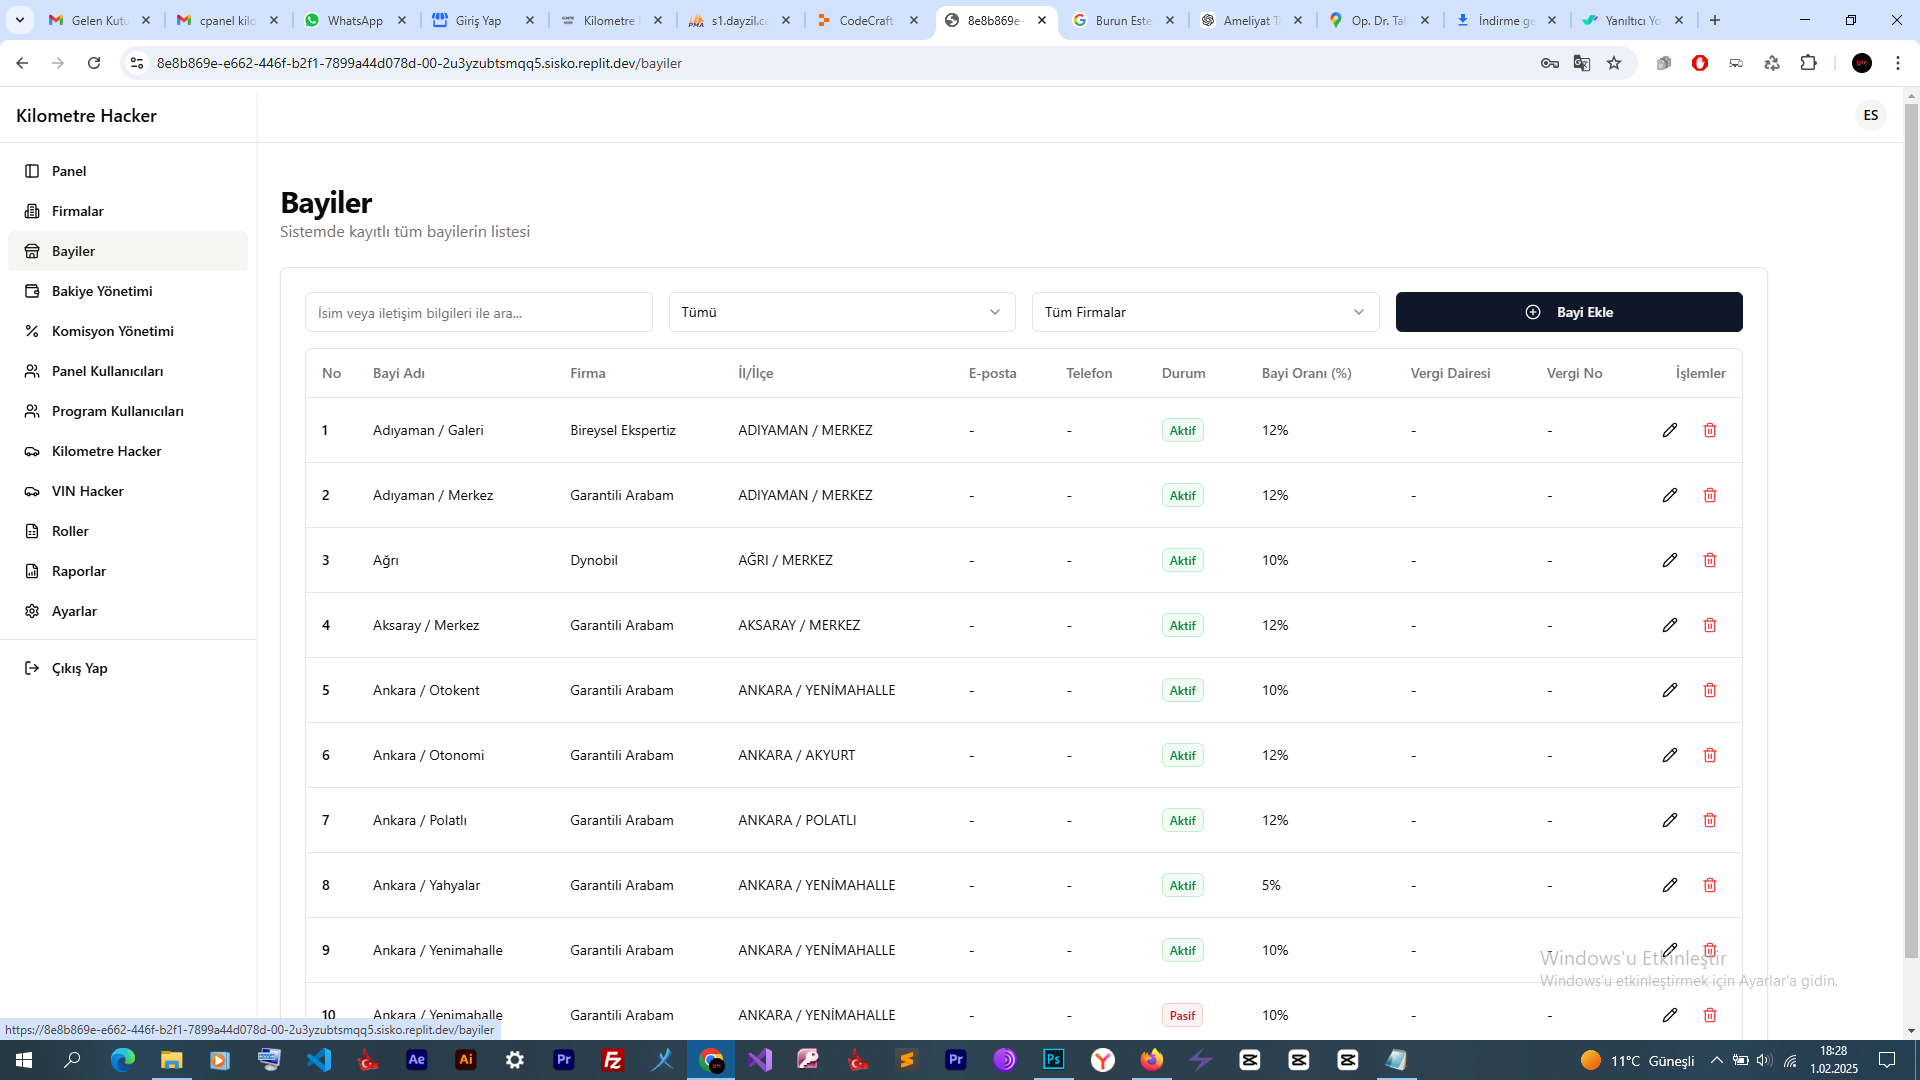 Gelen Kutu
cpanel kilo
WhatsApp
Giriş Yap
Kilometre
s1.dayzil.co
CodeCraft
8e8b869e-
Burun Este
Ameliyat
Op. Dr. Tal
İndirme ge
Yanıltıcı Yo
8e8b869e-e662-446f-b2f1-7899a44d078d-00-2u3yzubtsmqq5.sisko.replit.dev/bayiler
Kilometre Hacker
ES
Panel
Firmalar
Bayiler
Bakiye Yönetimi
Komisyon Yönetimi
Panel Kullanıcıları
Program Kullanıcıları
Kilometre Hacker
VIN Hacker
Roller
Raporlar
Ayarlar
Çıkış Yap
Bayiler
Sistemde kayıtlı tüm bayilerin listesi
İsim veya iletişim bilgileri ile ara...
Tümü
Tüm Firmalar
Bayi Ekle
No Bayi Adı Firma İl/İlçe E-posta Telefon Durum Bayi Oranı (%) Vergi Dairesi Vergi No İşlemler
1 Adıyaman / Galeri Bireysel Ekspertiz ADIYAMAN / MERKEZ - - Aktif 12% - -
2 Adıyaman / Merkez Garantili Arabam ADIYAMAN / MERKEZ - - Aktif 12% - -
3 Ağrı Dynobil AĞRI / MERKEZ - - Aktif 10% - -
4 Aksaray / Merkez Garantili Arabam AKSARAY / MERKEZ - - Aktif 12% - -
5 Ankara / Otokent Garantili Arabam ANKARA / YENİMAHALLE - - Aktif 10% - -
6 Ankara / Otonomi Garantili Arabam ANKARA / AKYURT - - Aktif 12% - -
7 Ankara / Polatlı Garantili Arabam ANKARA / POLATLI - - Aktif 12% - -
8 Ankara / Yahyalar Garantili Arabam ANKARA / YENİMAHALLE - - Aktif 5% - -
9 Ankara / Yenimahalle Garantili Arabam ANKARA / YENİMAHALLE - - Aktif 10% - -
10 Ankara / Yenimahalle Garantili Arabam ANKARA / YENİMAHALLE - - Pasif 10% - -
Windows'u Etkinleştir
Windows'u etkinleştirmek için Ayarlar'a gidin.
https://8e8b869e-e662-446f-b2f1-7899a44d078d-00-2u3yzubtsmqq5.sisko.replit.dev/bayiler
Ae
Ai
Pr
Fz
Pr
Ps
11°C Güneşli
18:28
1.02.2025